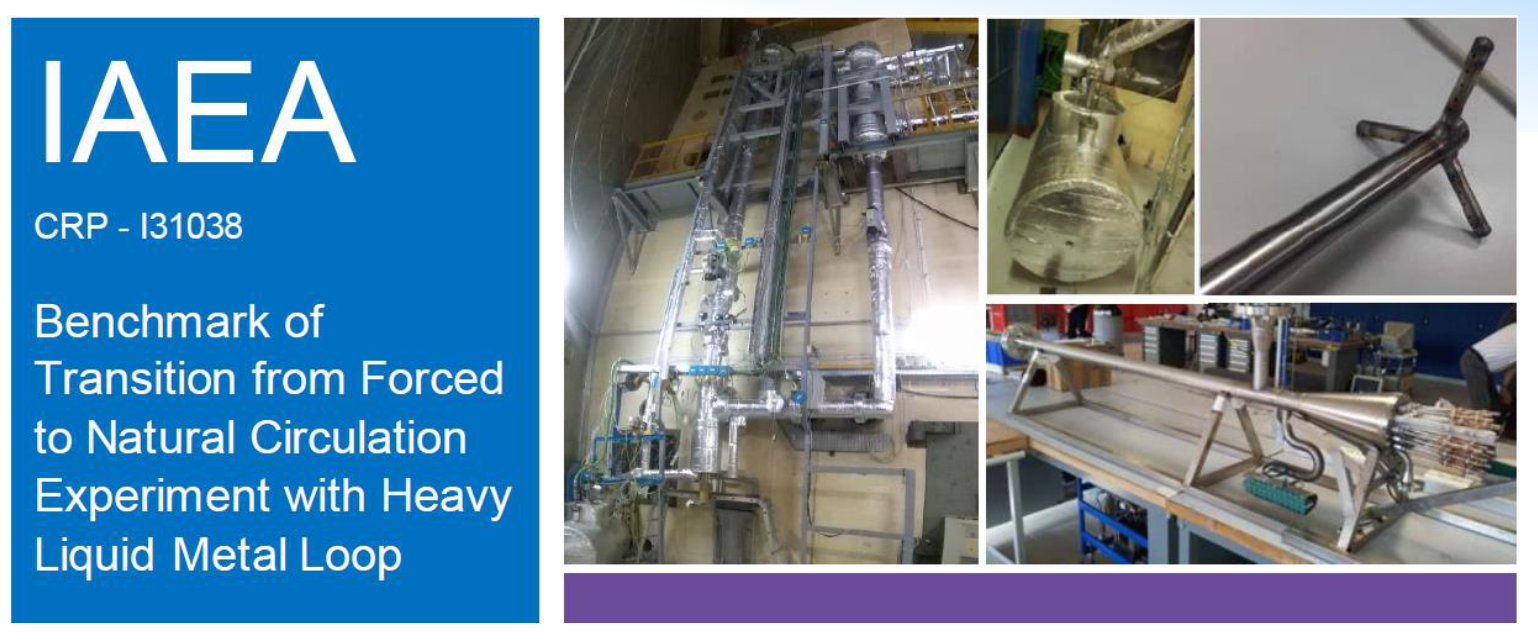 IAEA
CRP - I31038
Benchmark of
Transition from Forced
to Natural Circulation
Experiment with Heavy
Liquid Metal Loop